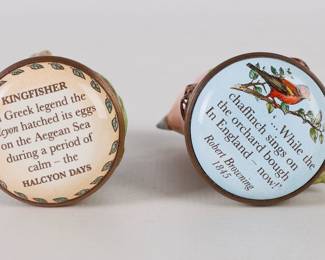 KINGFISHER
Greek legend the
hatched its eggs
on the Aegean Sea
during a period of
calm – the
HALCYON DAYS
'... While the
chaffinch sings on
the orchard bough
In England – now!'
Robert Browning
1845